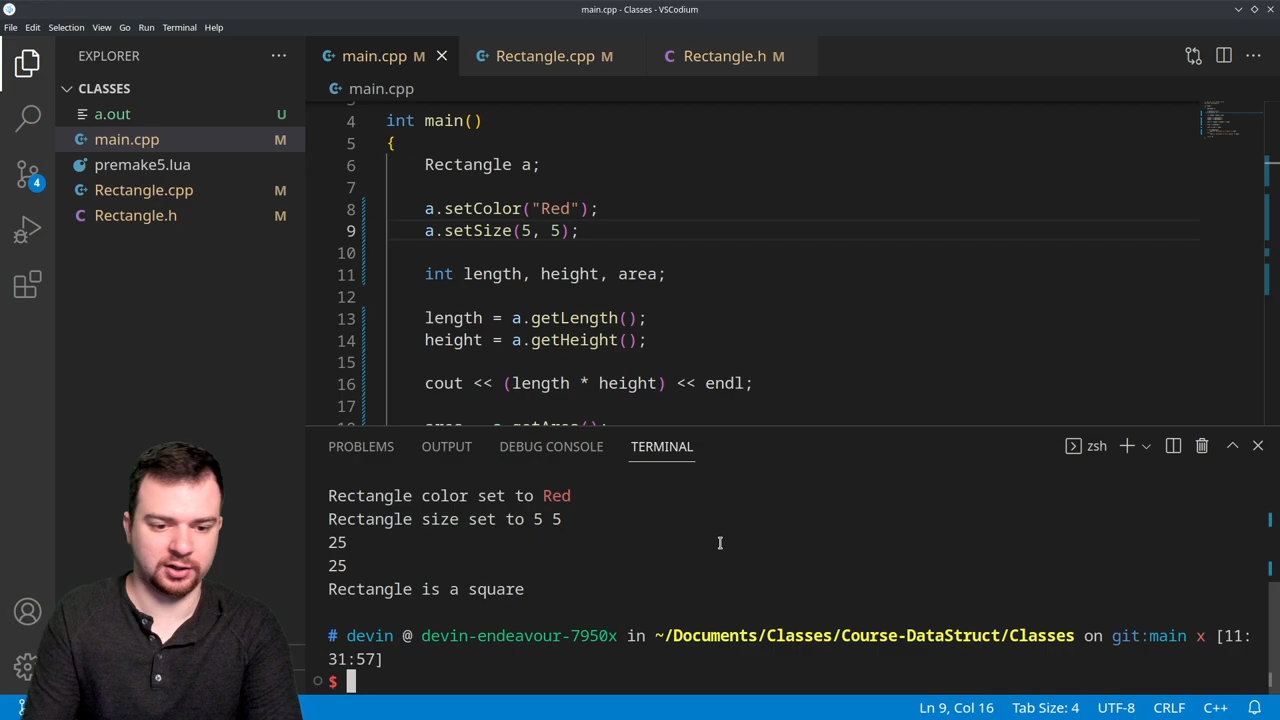 main.cpp - Classes - VSCodium
File Edit Selection View Go Run Terminal Help
EXPLORER
CLASSES
a.out U
main.cpp M
premake5.lua
Rectangle.cpp M
Rectangle.h M
4
main.cpp M
Rectangle.cpp M
Rectangle.h M
main.cpp
4 int main()
5 {
6 Rectangle a;
7
8 a.setColor("Red");
9 a.setSize(5, 5);
10
11 int length, height, area;
12
13 length = a.getLength();
14 height = a.getHeight();
15
16 cout << (length * height) << endl;
17
PROBLEMS OUTPUT DEBUG CONSOLE TERMINAL
zsh
Rectangle color set to Red
Rectangle size set to 5 5
25
25
Rectangle is a square
# devin @ devin-endeavour-7950x in ~/Documents/Classes/Course-DataStruct/Classes on git:main x [11:
31:57]
$
Ln 9, Col 16 Tab Size: 4 UTF-8 CRLF C++